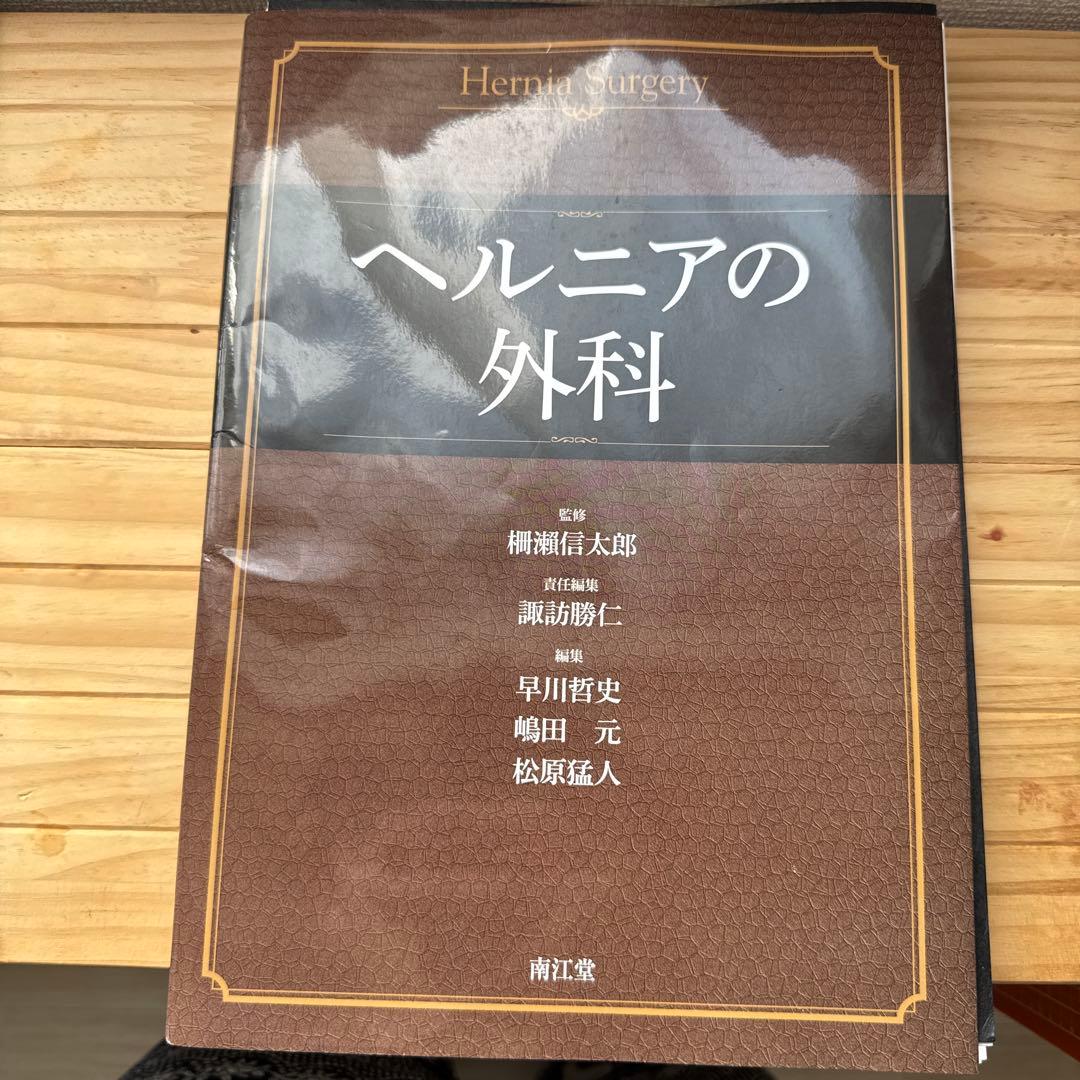 Hernia Surgery
ヘルニアの
外科
監修
柵瀨信太郎
責任編集
諏訪勝仁
編集
早川哲史
嶋田 元
松原猛人
南江堂